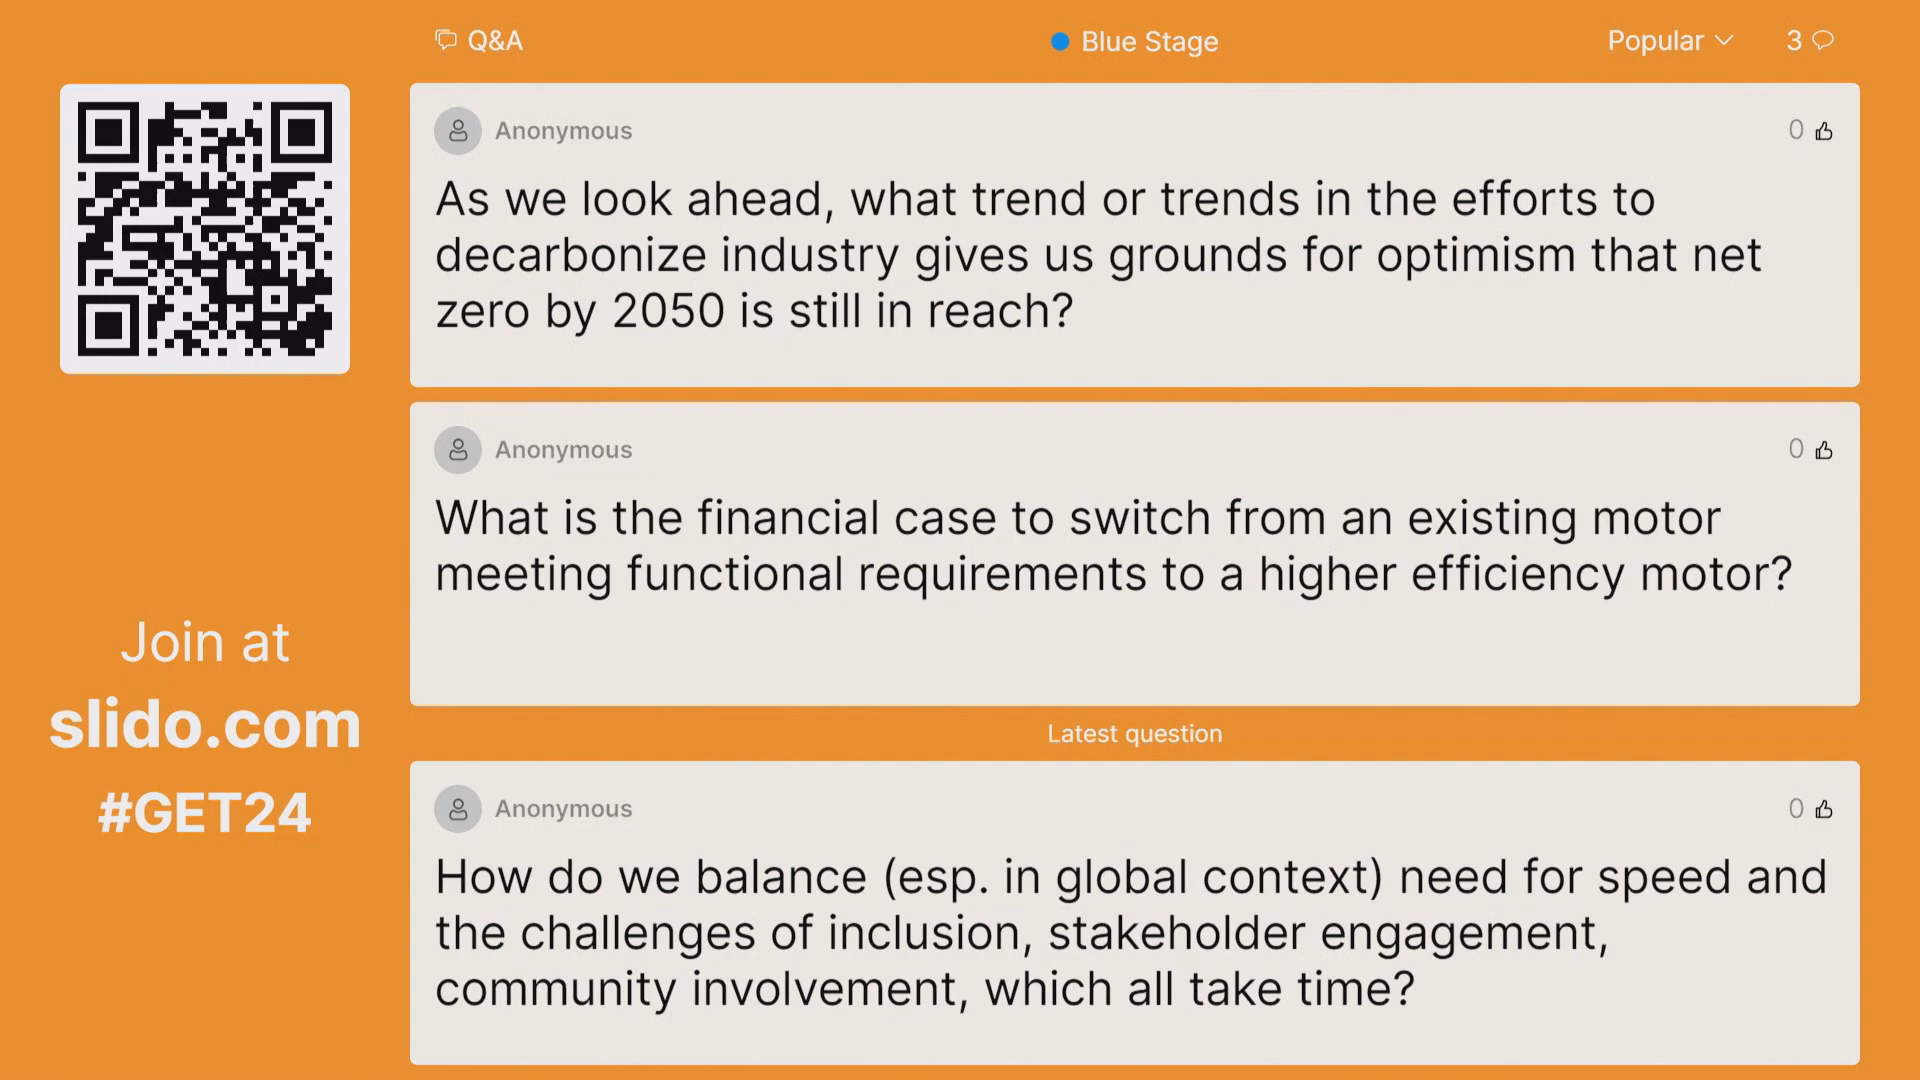 Q&A
Blue Stage
Popular
3
Anonymous
0
As we look ahead, what trend or trends in the efforts to
decarbonize industry gives us grounds for optimism that net
zero by 2050 is still in reach?
Anonymous
0
What is the financial case to switch from an existing motor
meeting functional requirements to a higher efficiency motor?
Join at
slido.com
#GET24
Latest question
Anonymous
0
How do we balance (esp. in global context) need for speed and
the challenges of inclusion, stakeholder engagement,
community involvement, which all take time?